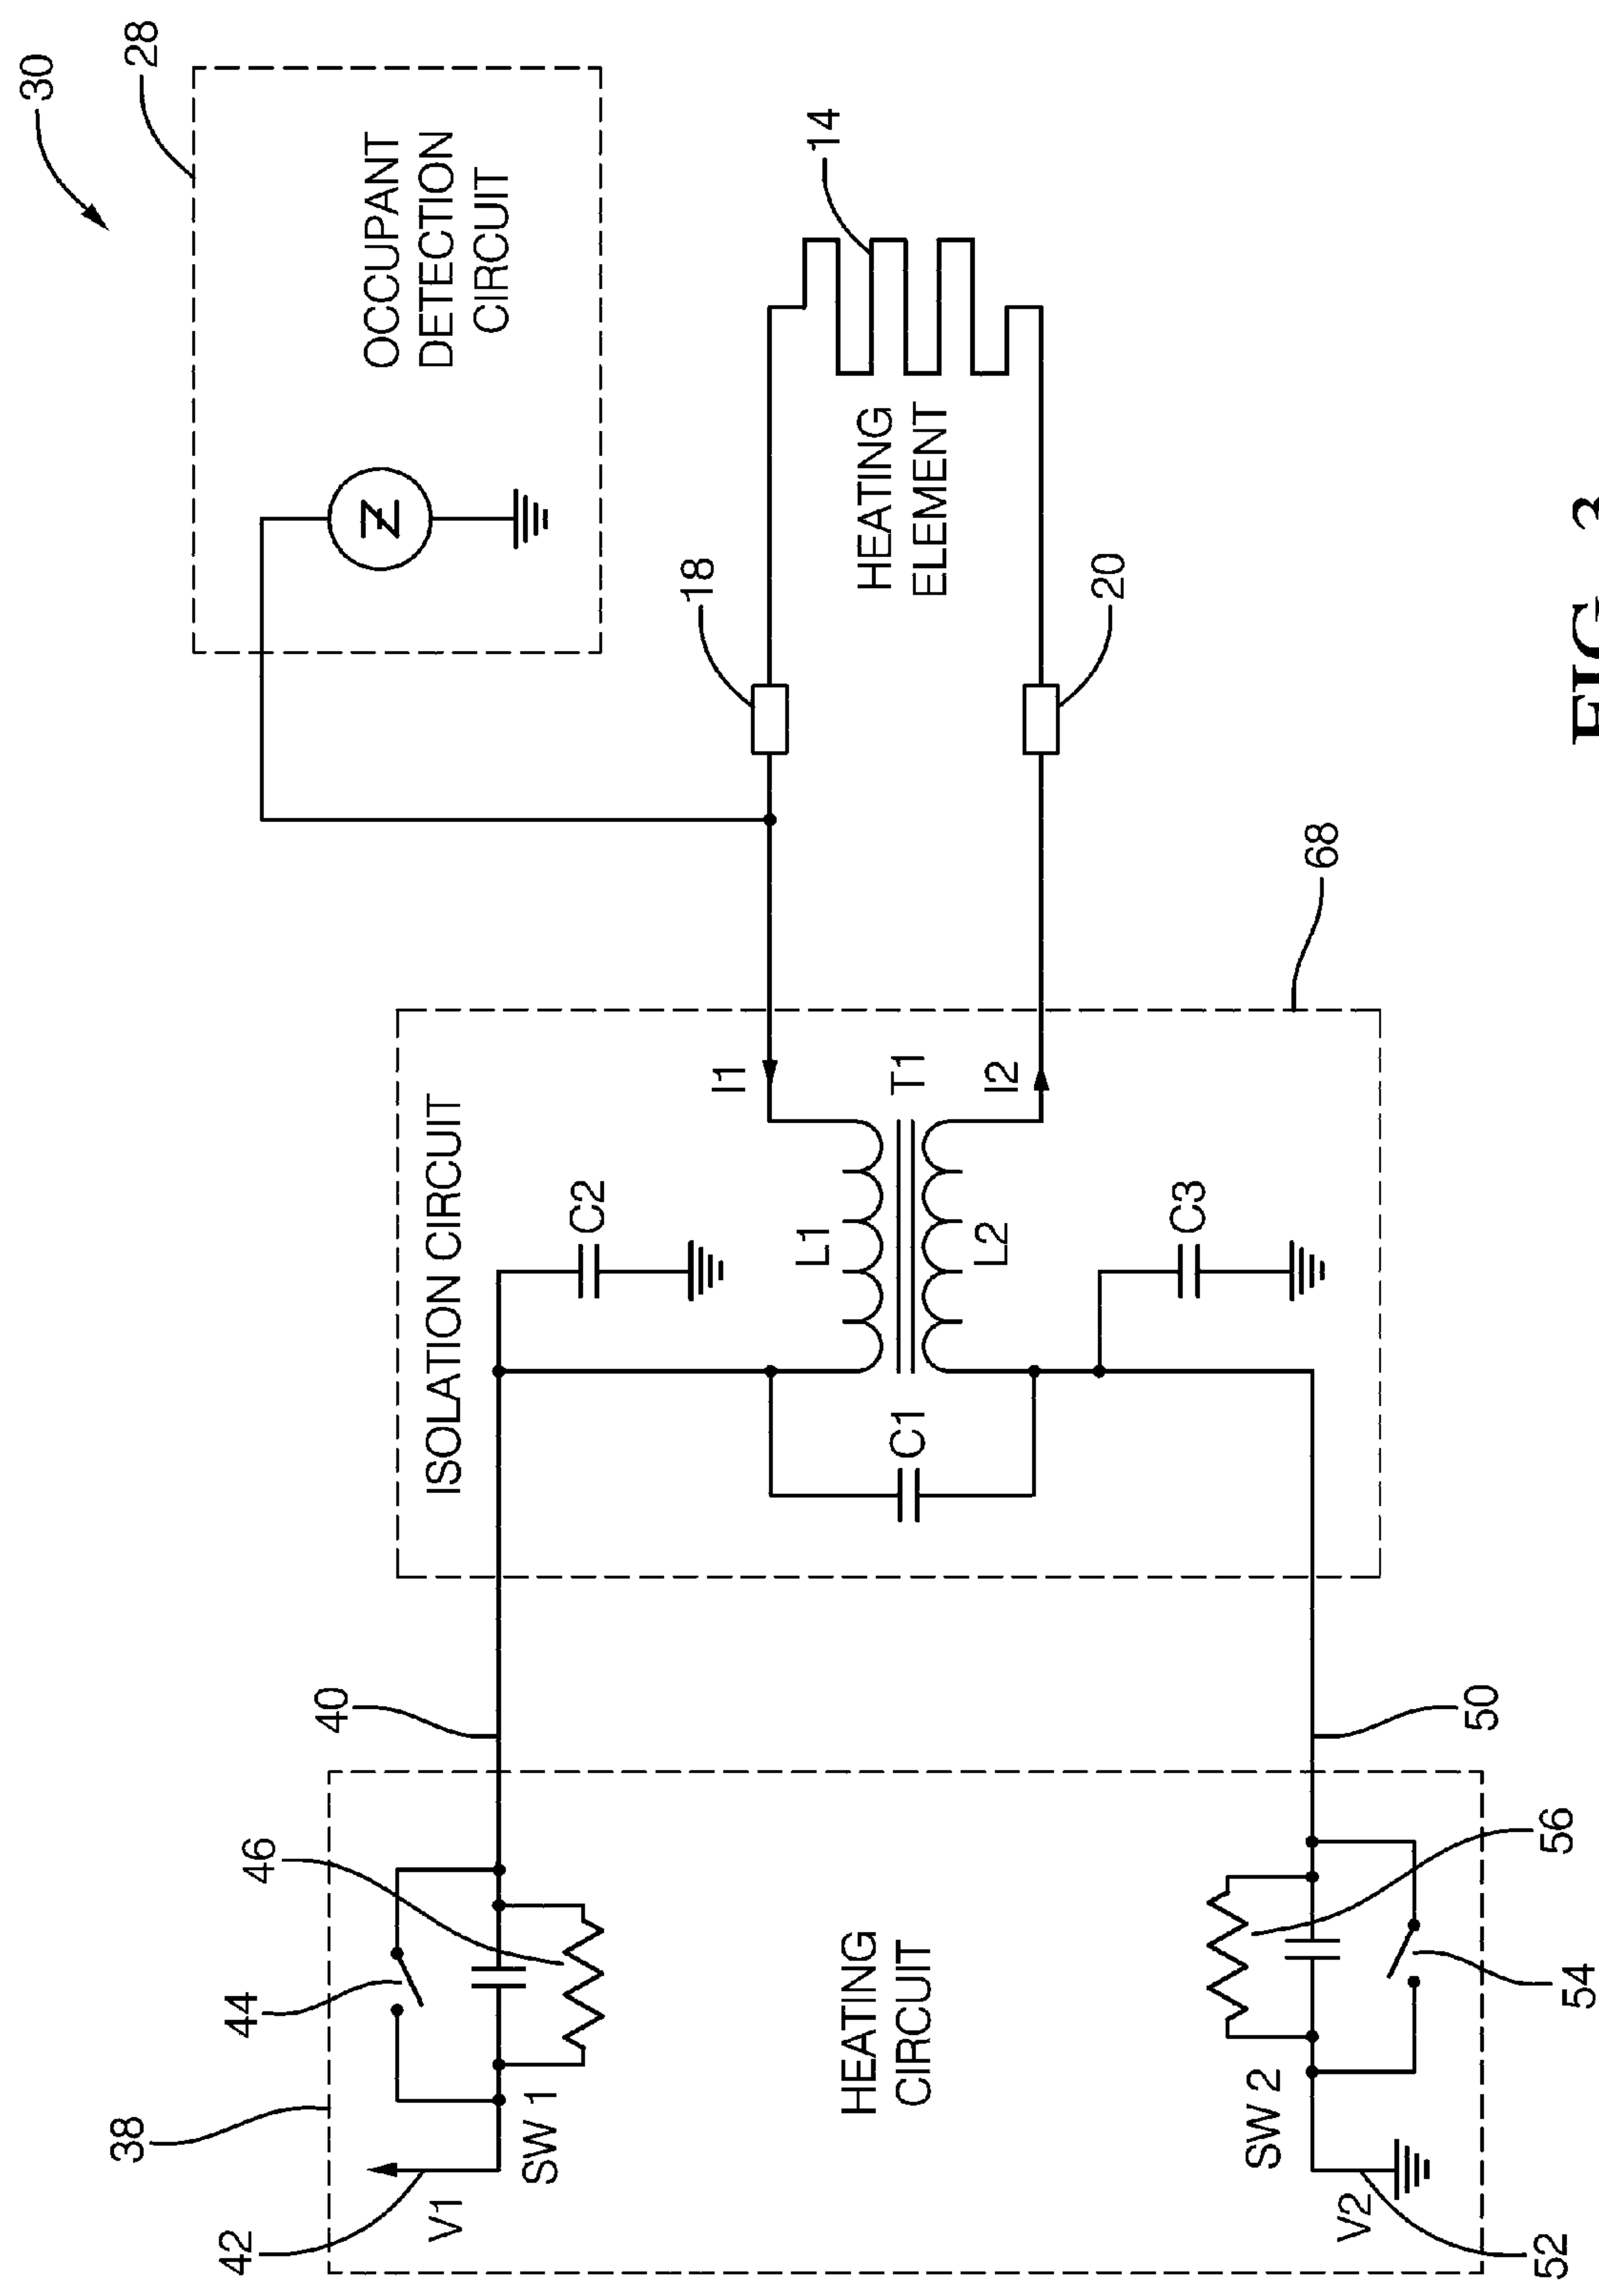 30
28
OCCUPANT
DETECTION
CIRCUIT
14
HEATING
ELEMENT
18
20
68
ISOLATION CIRCUIT
I1
T1
I2
C2
L1
L2
C3
C1
40
50
46
56
44
54
HEATING
CIRCUIT
38
SW 1
SW 2
42
V1
V2
52